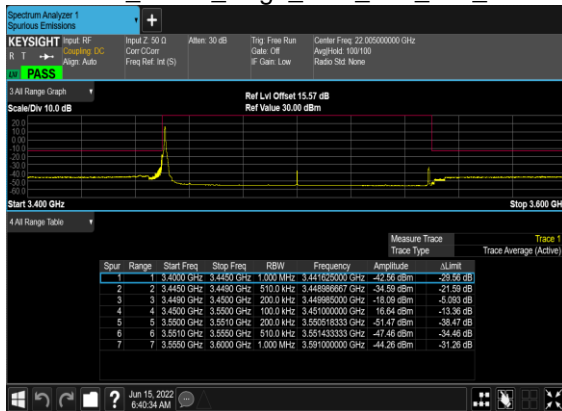 Spectrum Analyzer 1
Spurious Emissions
+
KEYSIGHT Input: RF Input Z: 50 Ω Atten: 30 dB Trig: Free Run Center Freq: 22.005000000 GHz
R T Coupling: DC Corr CCorr Gate: Off Avg|Hold: 100/100
Align: Auto Freq Ref: Int (S) IF Gain: Low Radio Std: None
PASS
3 All Range Graph Ref Lvl Offset 15.57 dB
Scale/Div 10.0 dB Ref Value 30.00 dBm
20.0
10.0
0.00
-10.0
-20.0
-30.0
-40.0
-50.0
-60.0
Start 3.400 GHz Stop 3.600 GH
4 All Range Table
Measure Trace Trace 1
Trace Type Trace Average (Active)
Spur Range Start Freq Stop Freq RBW Frequency Amplitude ΔLimit
1 1 3.4000 GHz 3.4450 GHz 1.000 MHz 3.441625000 GHz -42.56 dBm -29.56 dB
2 2 3.4450 GHz 3.4490 GHz 510.0 kHz 3.448986667 GHz -34.59 dBm -21.59 dB
3 3 3.4490 GHz 3.4500 GHz 200.0 kHz 3.449985000 GHz -18.09 dBm -5.093 dB
4 4 3.4500 GHz 3.5500 GHz 100.0 kHz 3.451000000 GHz 16.64 dBm -13.36 dB
5 5 3.5500 GHz 3.5510 GHz 200.0 kHz 3.550518333 GHz -51.47 dBm -38.47 dB
6 6 3.5510 GHz 3.5550 GHz 510.0 kHz 3.551433333 GHz -47.46 dBm -34.46 dB
7 7 3.5550 GHz 3.6000 GHz 1.000 MHz 3.591000000 GHz -44.26 dBm -31.26 dB
? Jun 15, 2022
6:40:34 AM